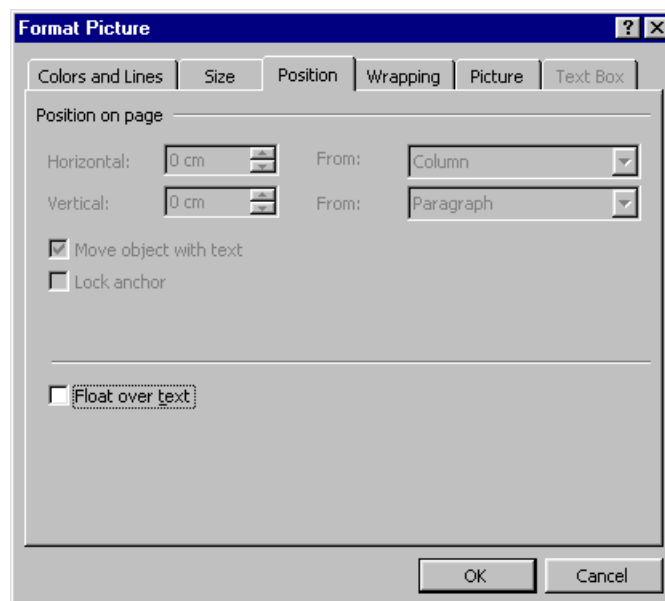 Format Picture
Colors and Lines Size Position Wrapping Picture Text Box
Position on page
Horizontal: 0 cm From: Column
Vertical: 0 cm From: Paragraph
Move object with text
Lock anchor
Float over text
OK Cancel